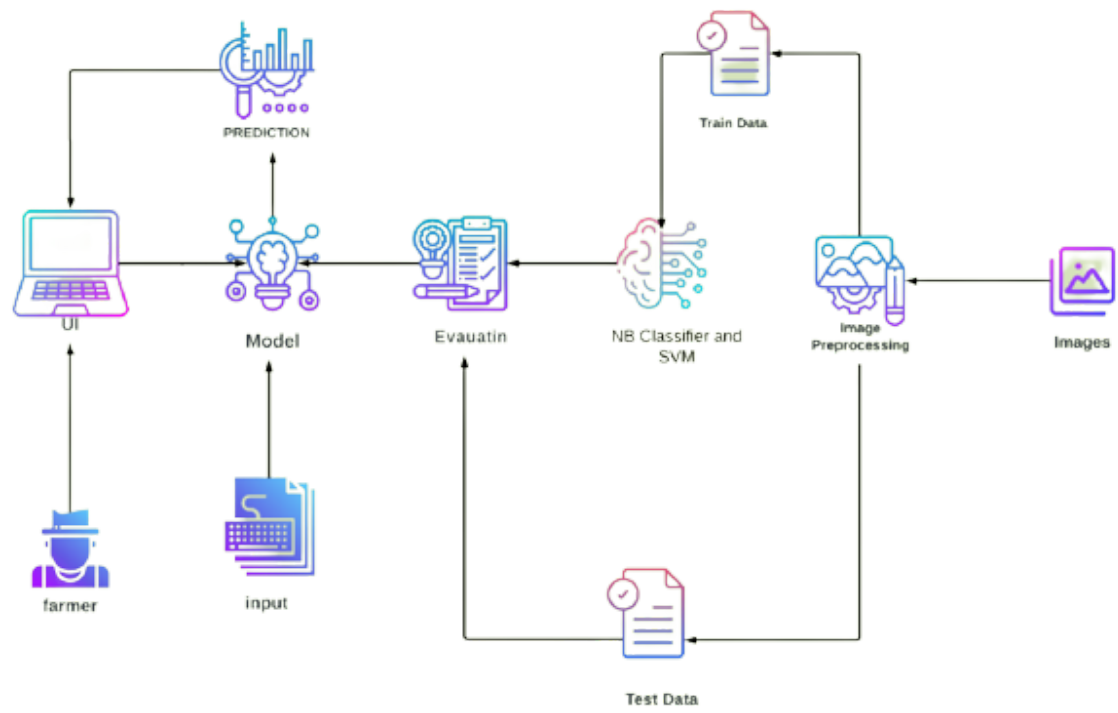 Train Data
PREDICTION
UI
Model
Evauatin
NB Classifier and
SVM
Image
Preprocessing
Images
farmer
input
Test Data